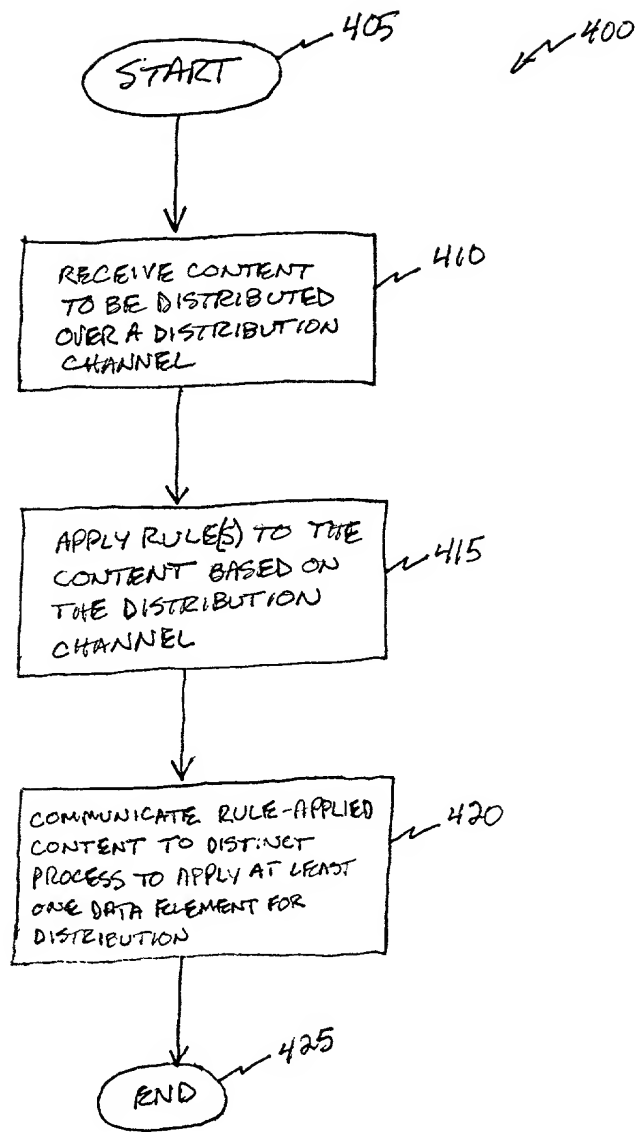 START
405
400
RECEIVE CONTENT
TO BE DISTRIBUTED
OVER A DISTRIBUTION
CHANNEL
410
APPLY RULE(S) TO THE
CONTENT BASED ON
THE DISTRIBUTION
CHANNEL
415
COMMUNICATE RULE-APPLIED
CONTENT TO DISTINCT
PROCESS TO APPLY AT LEAST
ONE DATA ELEMENT FOR
DISTRIBUTION
420
END
425